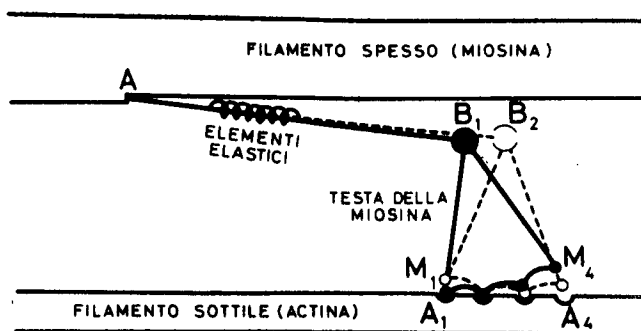 FILAMENTO SPESSO (MIOSINA)
A
B1 B2
ELEMENTI
ELASTICI
TESTA DELLA
MIOSINA
M1 M4
A1 A4
FILAMENTO SOTTILE (ACTINA)